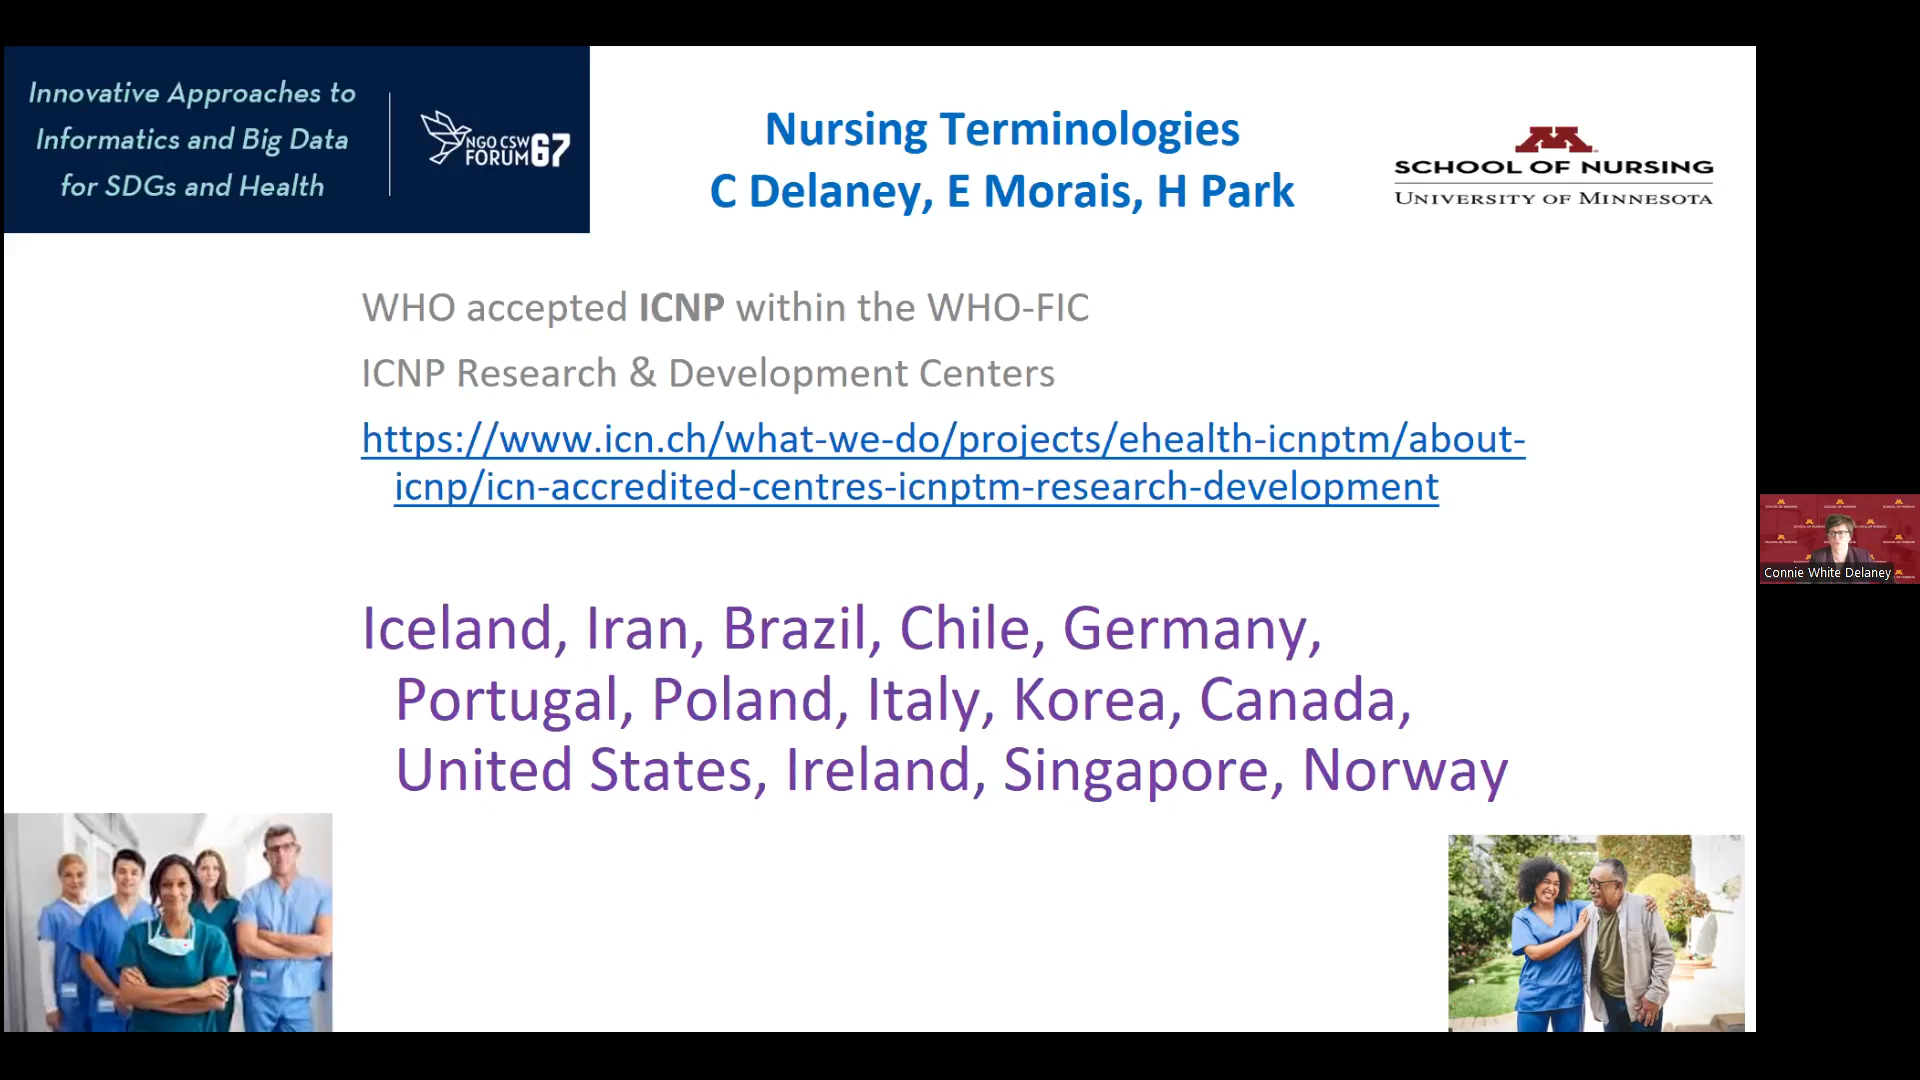 Innovative Approaches to
Informatics and Big Data
for SDGs and Health
NGO CSW
FORUM 67
Nursing Terminologies
C Delaney, E Morais, H Park
M
SCHOOL OF NURSING
UNIVERSITY OF MINNESOTA
WHO accepted ICNP within the WHO-FIC
ICNP Research & Development Centers
https://www.icn.ch/what-we-do/projects/ehealth-icnptm/about-
icnp/icn-accredited-centres-icnptm-research-development
Iceland, Iran, Brazil, Chile, Germany,
Portugal, Poland, Italy, Korea, Canada,
United States, Ireland, Singapore, Norway
Connie White Delaney